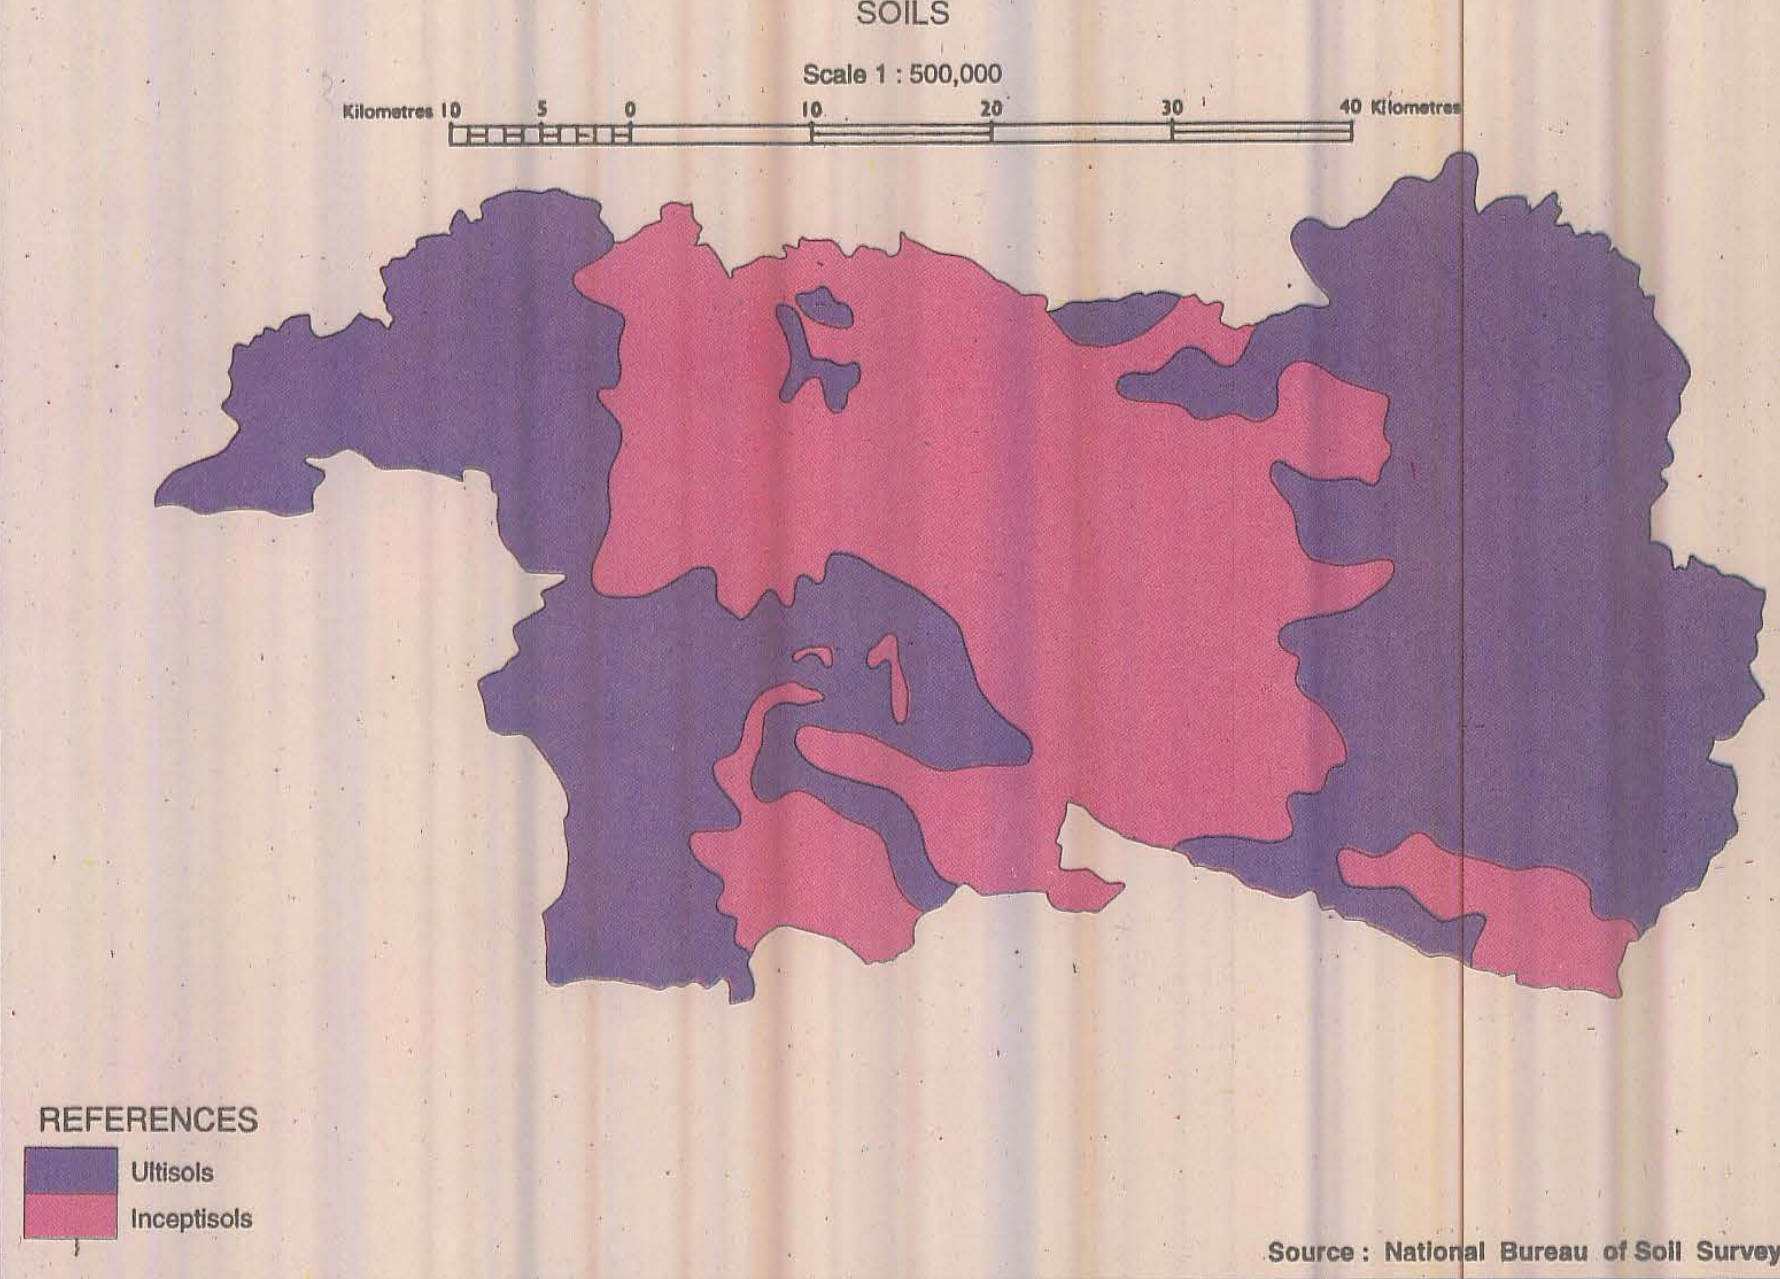 SOILS
Scale 1 : 500,000
Kilometres 10 5 0 10 20 30 40 Kilometres
REFERENCES
Ultisols
Inceptisols
Source : National Bureau of Soil Survey